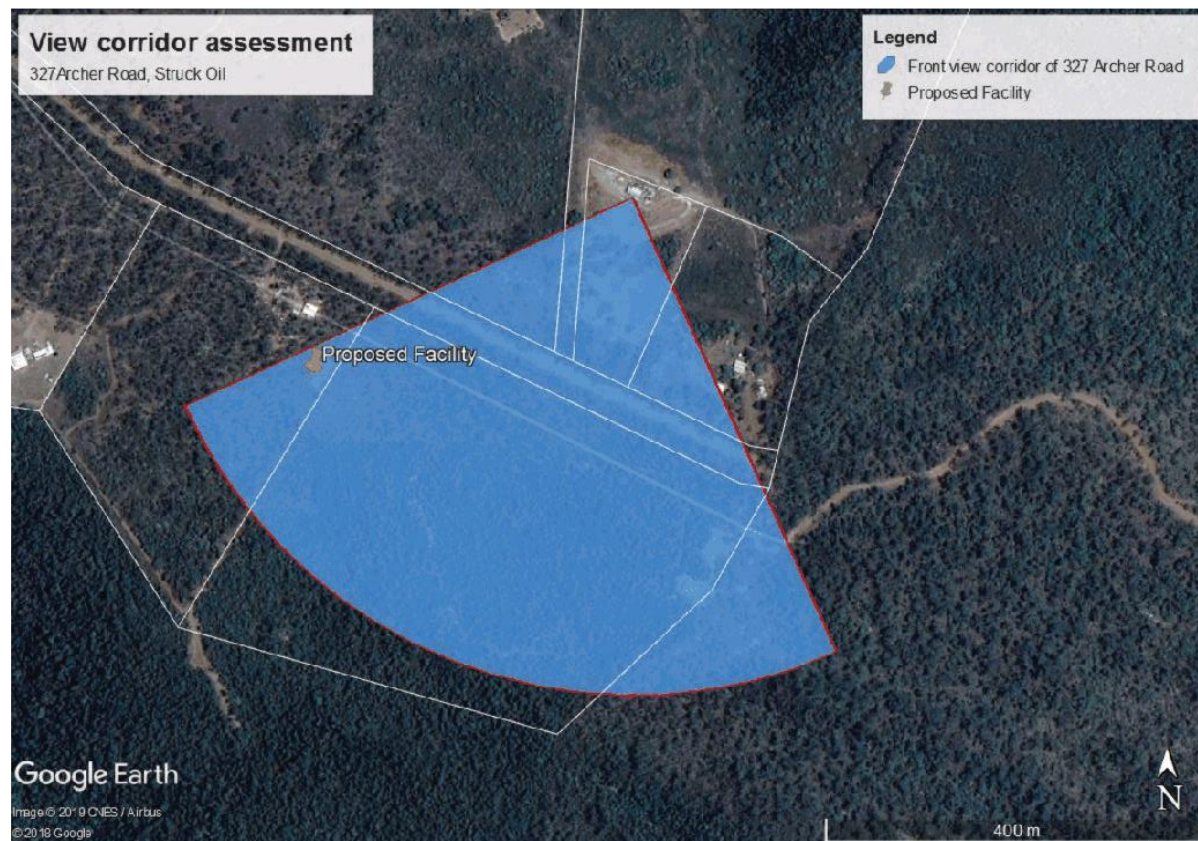 View corridor assessment
327Archer Road, Struck Oil
Legend
Front view corridor of 327 Archer Road
Proposed Facility
Proposed Facility
Google Earth
Image © 2019 CNES / Airbus
© 2018 Google
N
400 m